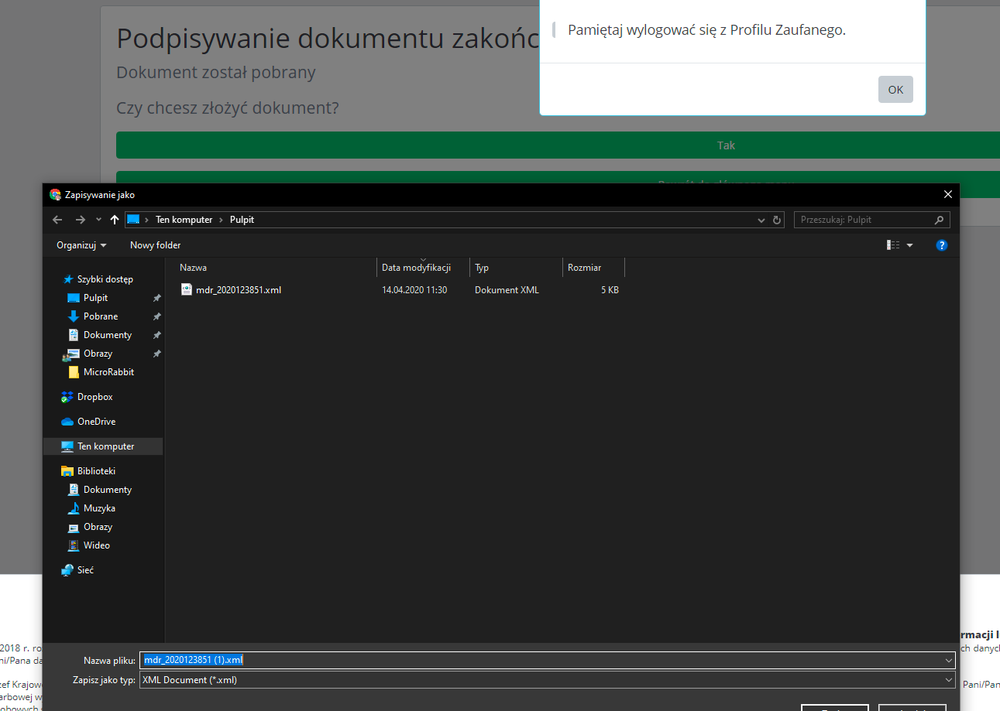 Pamiętaj wylogować się z Profilu Zaufanego.
OK
Podpisywanie dokumentu zakońc
Dokument został pobrany
Czy chcesz złożyć dokument?
Tak
Zapisywanie jako
Ten komputer › Pulpit
Przeszukaj: Pulpit
Organizuj Nowy folder
Nazwa Data modyfikacji Typ Rozmiar
mdr_2020123851.xml 14.04.2020 11:30 Dokument XML 5 KB
Szybki dostęp
Pulpit
Pobrane
Dokumenty
Obrazy
MicroRabbit
Dropbox
OneDrive
Ten komputer
Biblioteki
Dokumenty
Muzyka
Obrazy
Wideo
Sieć
Nazwa pliku: mdr_2020123851 (1).xml
Zapisz jako typ: XML Document (*.xml)
2018 r. ro
ni/Pana da
zef Krajow
arbowej w
obowych
rmacji I
ch danyc
Pani/Pan